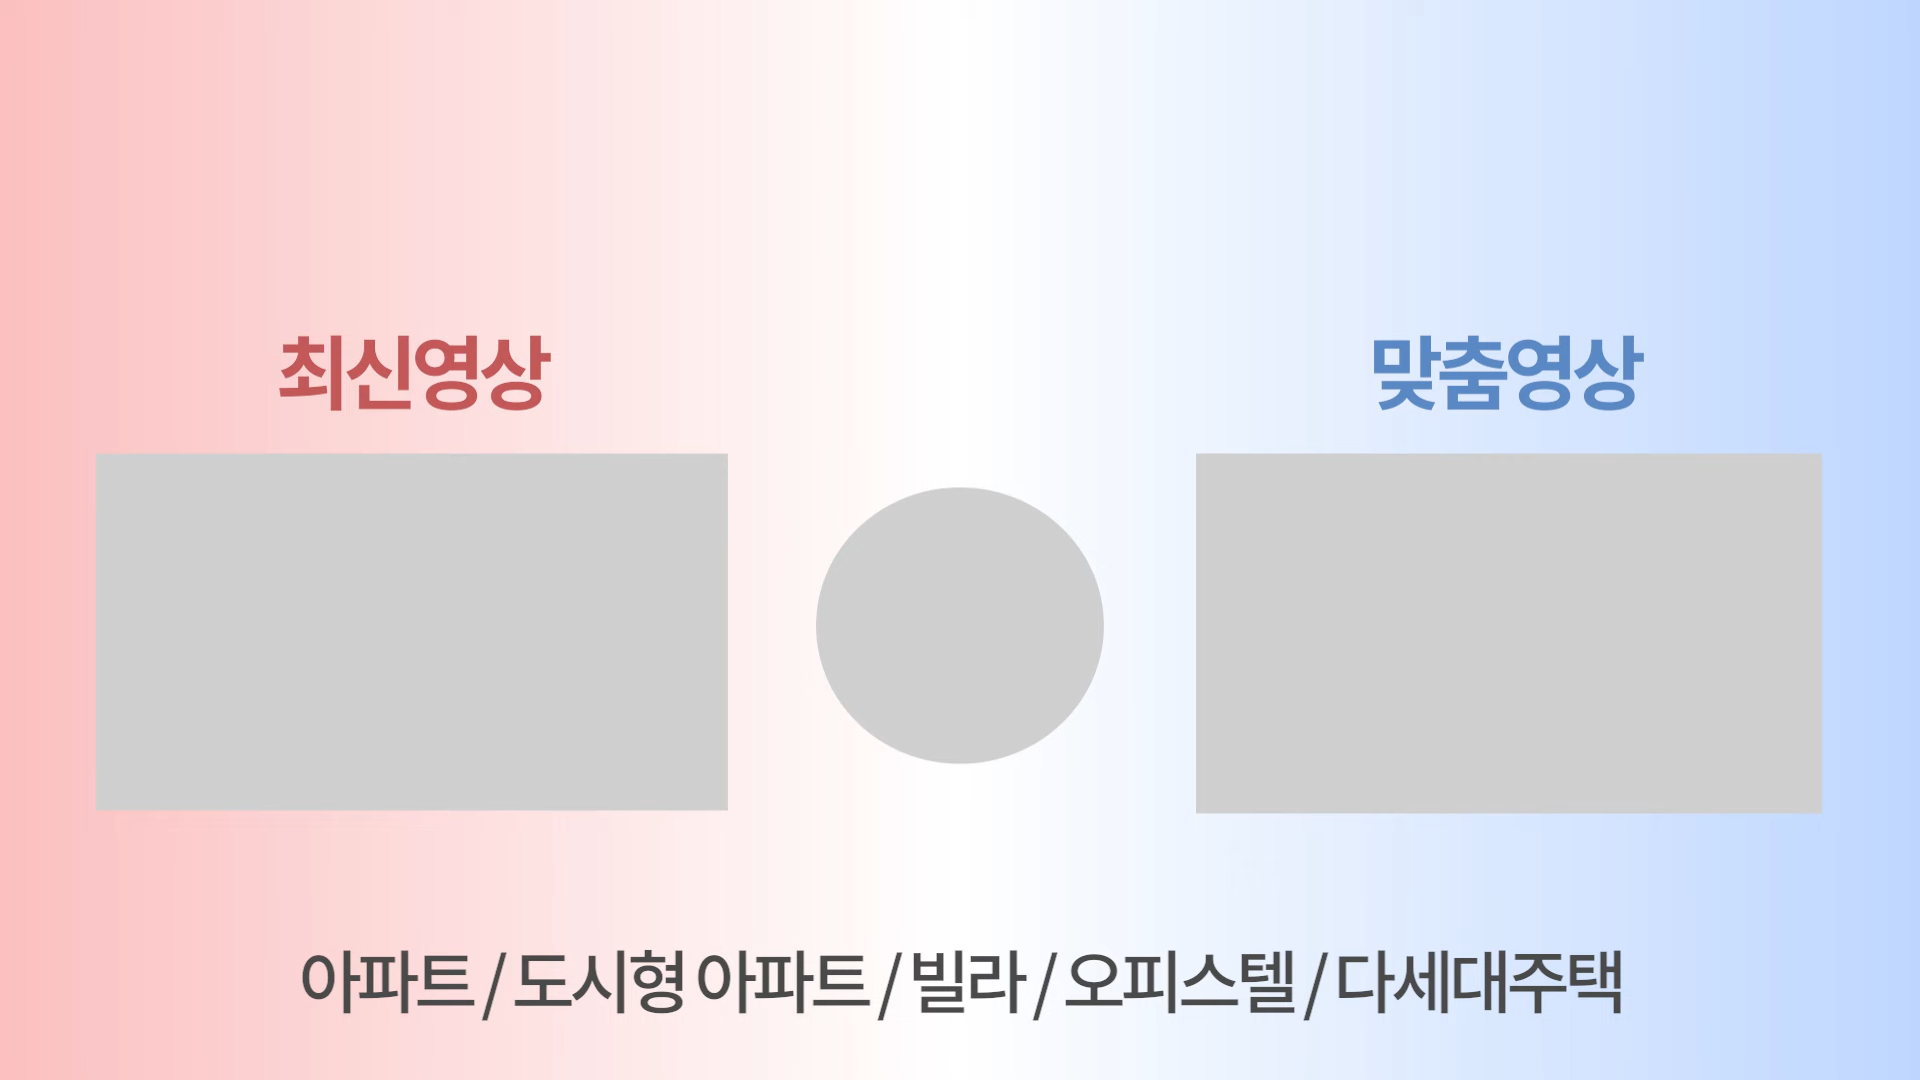 최신영상
맞춤영상
아파트 / 도시형 아파트 / 빌라 / 오피스텔 / 다세대주택